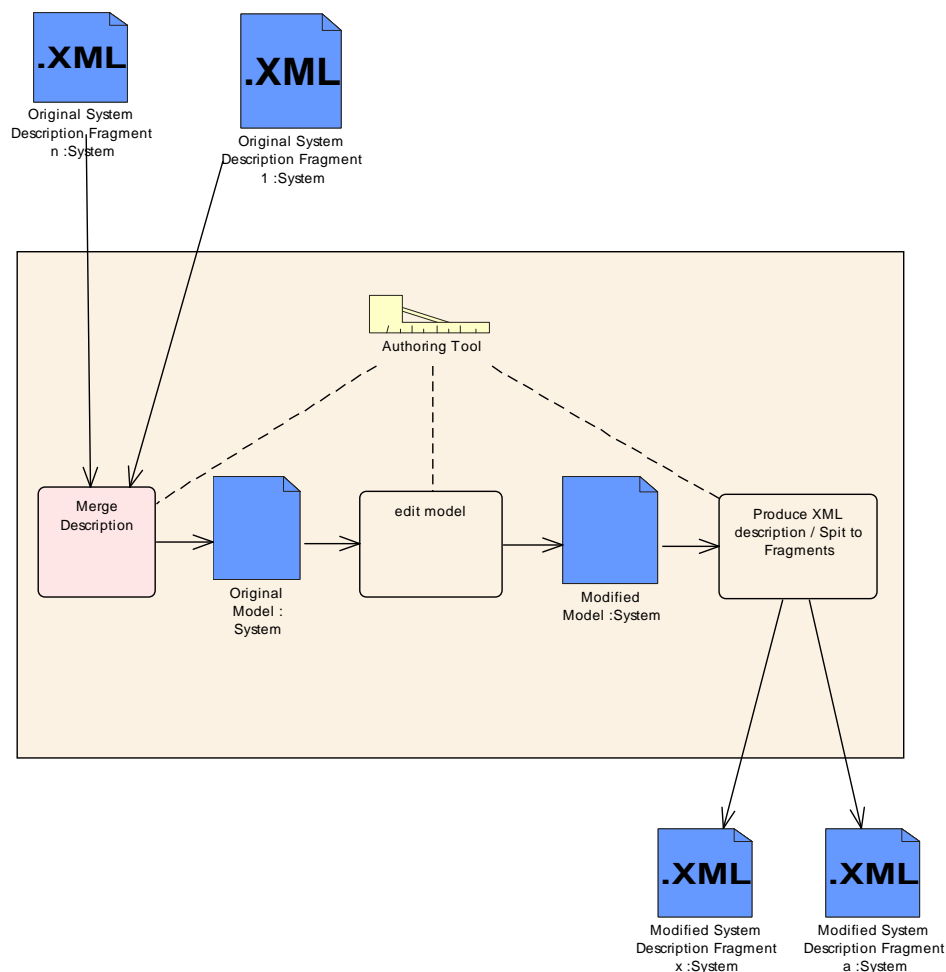 .XML
Original System
Description Fragment
n :System
.XML
Original System
Description Fragment
1 :System
Authoring Tool
Merge
Description
Original
Model :
System
edit model
Modified
Model :System
Produce XML
description / Spit to
Fragments
.XML
Modified System
Description Fragment
x :System
.XML
Modified System
Description Fragment
a :System